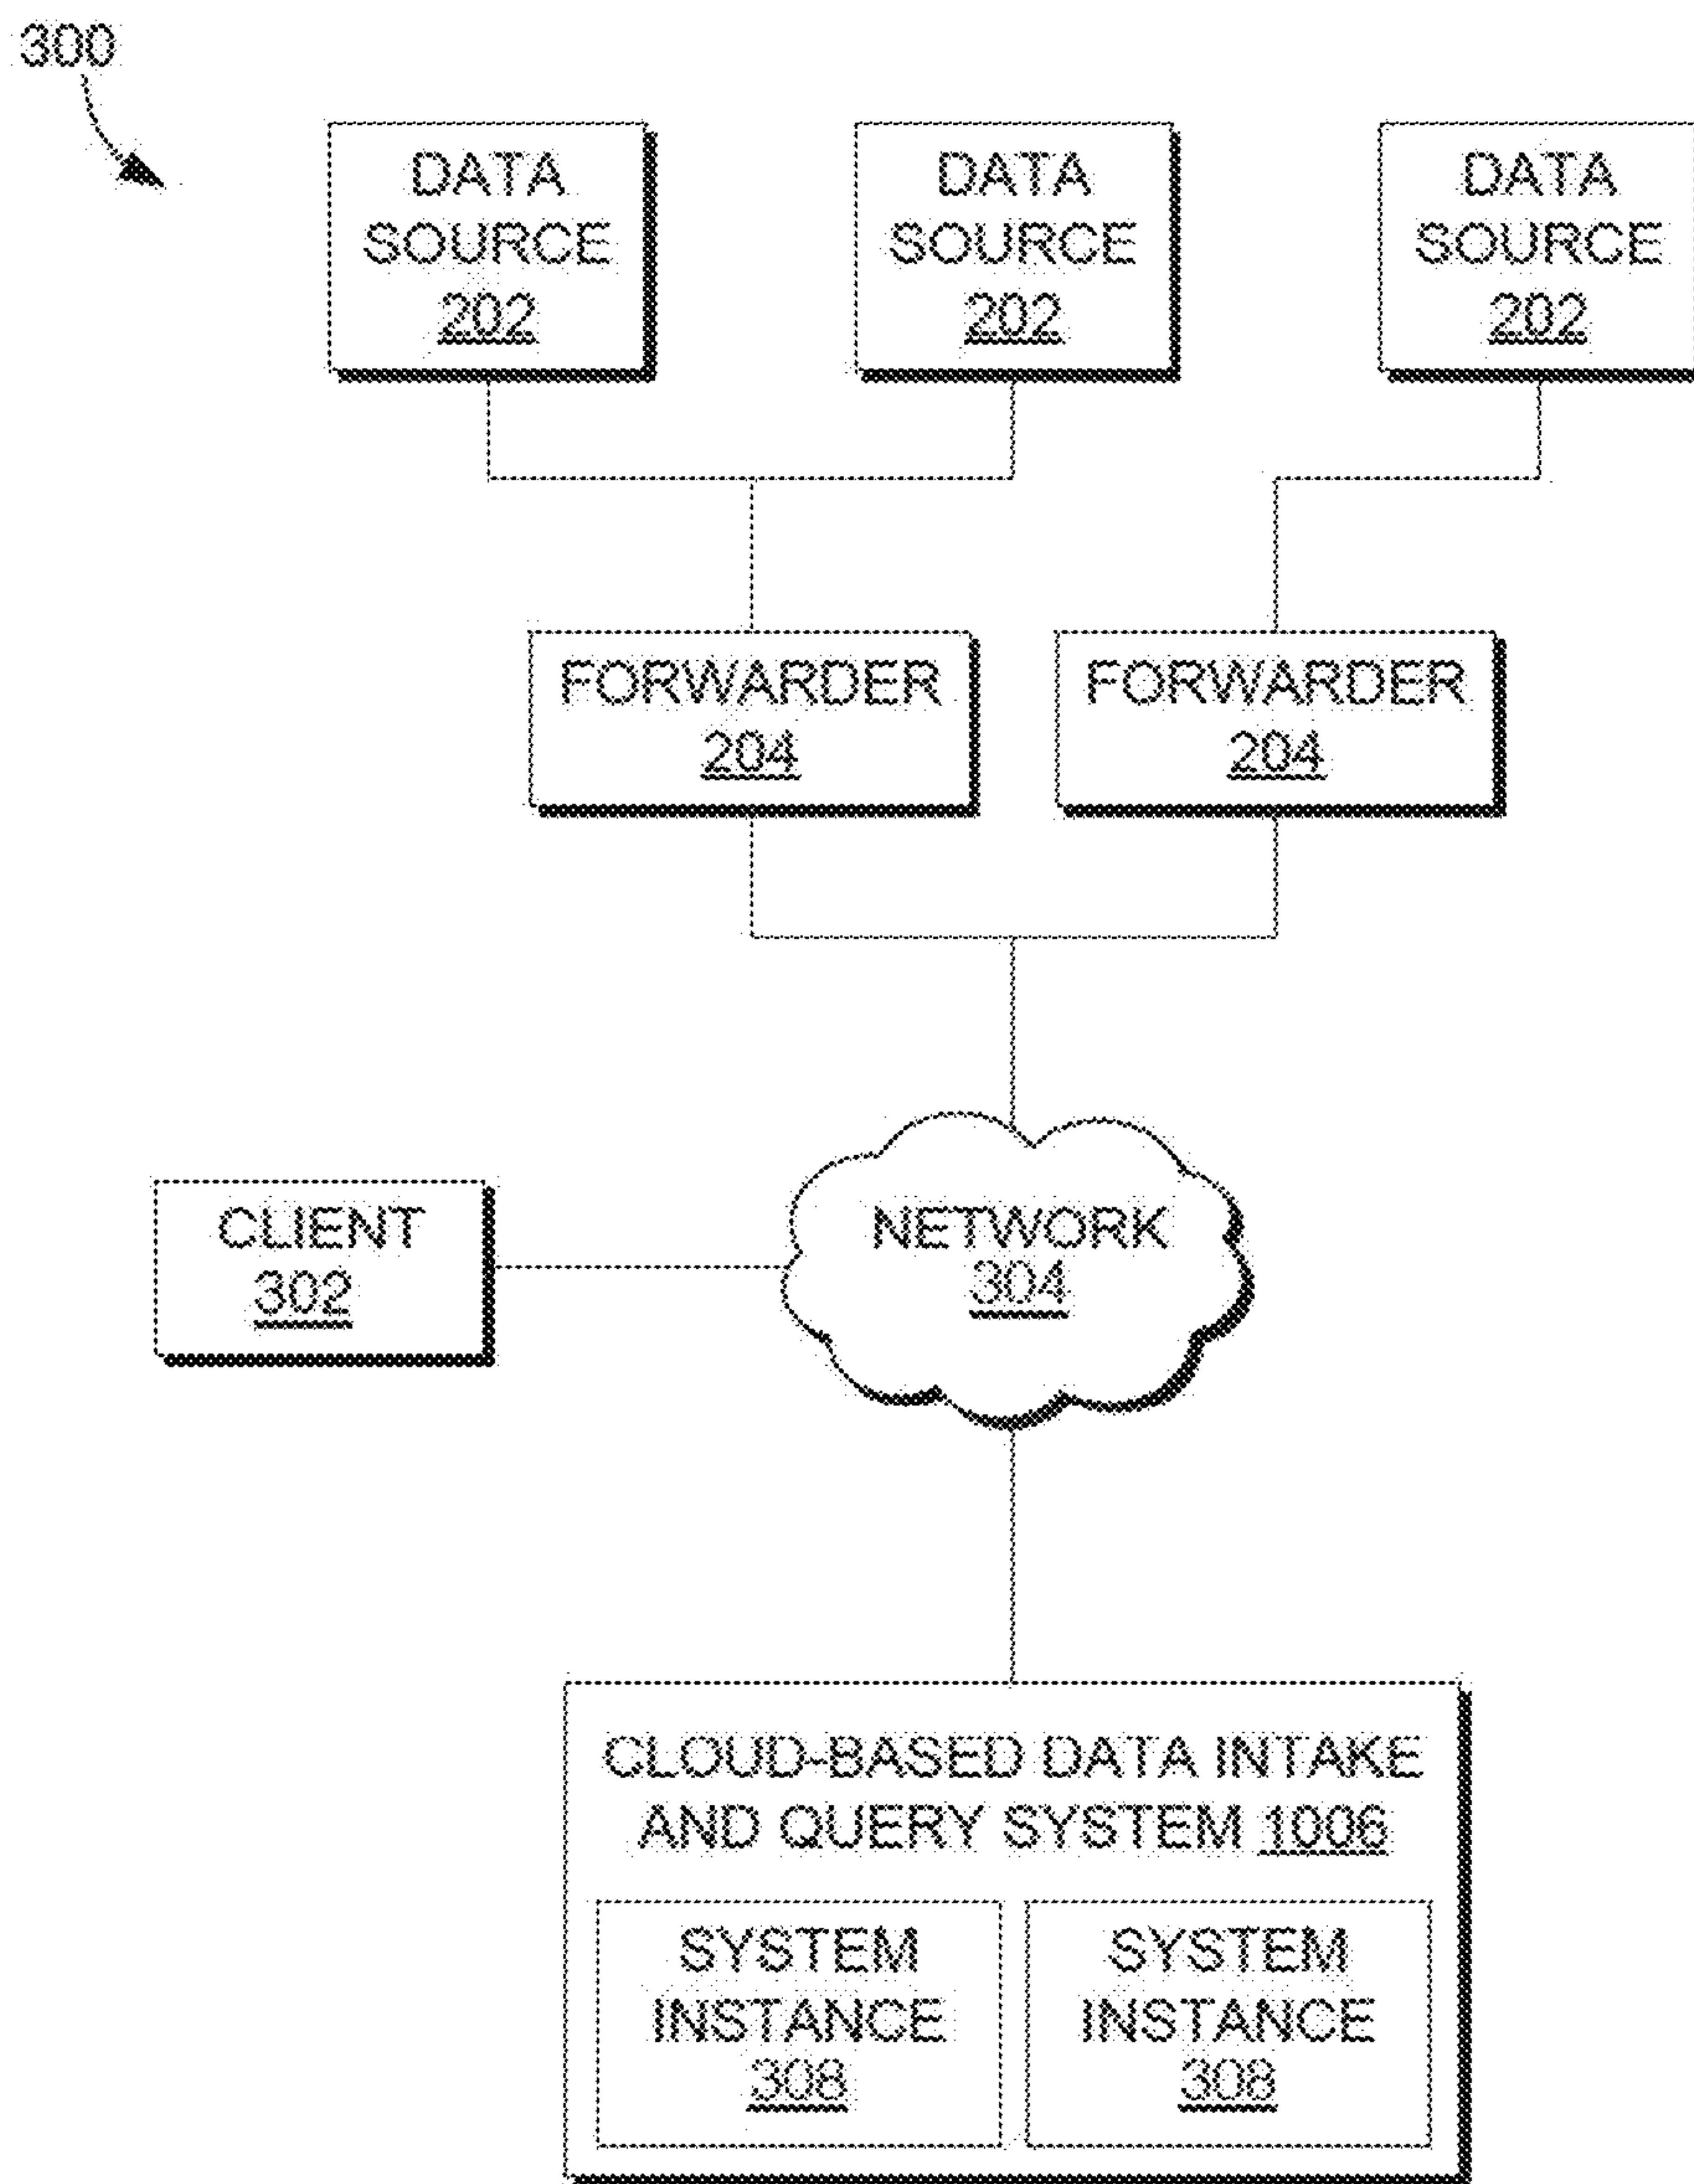 300
DATA
SOURCE
202
DATA
SOURCE
202
DATA
SOURCE
202
FORWARDER
204
FORWARDER
204
CLIENT
302
NETWORK
304
CLOUD-BASED DATA INTAKE
AND QUERY SYSTEM 1006
SYSTEM
INSTANCE
308
SYSTEM
INSTANCE
308